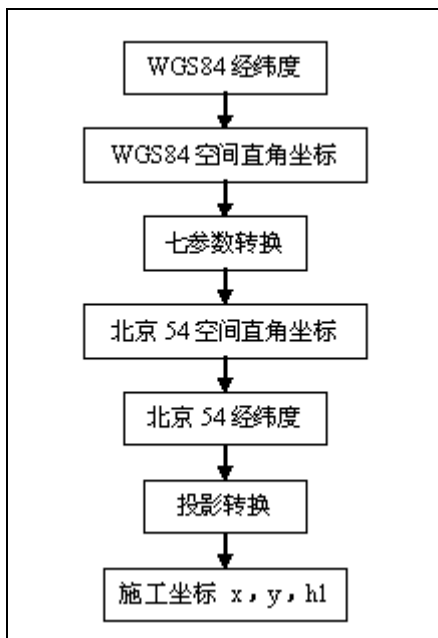 WGS84 经纬度
WGS84 空间直角坐标
七参数转换
北京 54 空间直角坐标
北京 54 经纬度
投影转换
施工坐标 x，y，h1